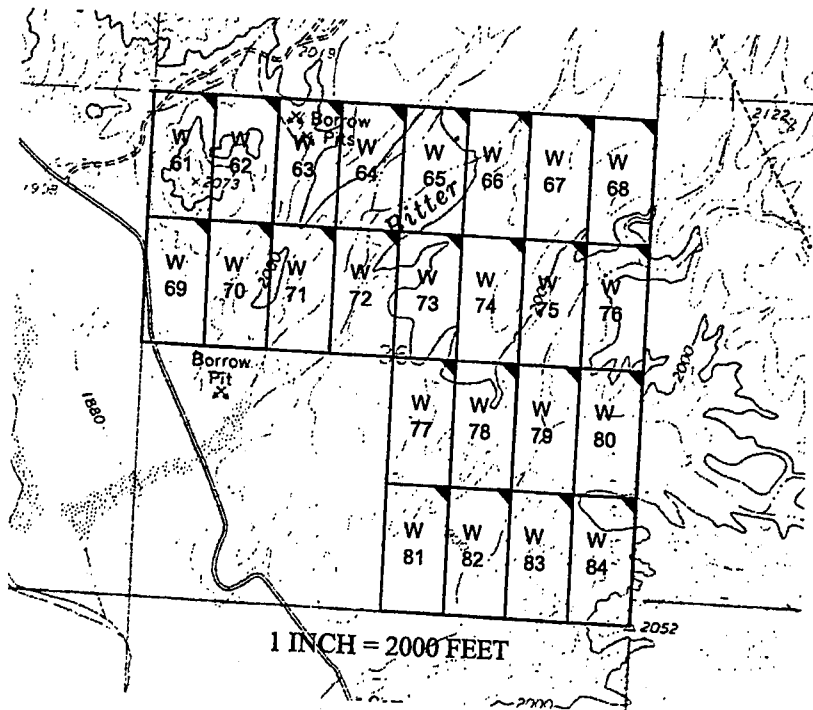 2019
2122
Borrow
Pits
W
61
W
62
W
63
W
64
W
65
W
66
W
67
W
68
×2073
Bitter
W
69
W
70
2000
W
71
W
72
W
73
W
74
W
75
W
76
Borrow
Pit
1880
2000
W
77
W
78
W
79
W
80
W
81
W
82
W
83
W
84
2052
1 INCH = 2000 FEET
2000